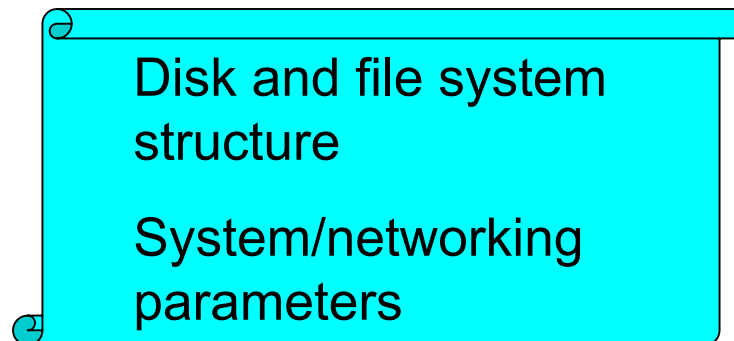 Disk and file system
structure
System/networking
parameters